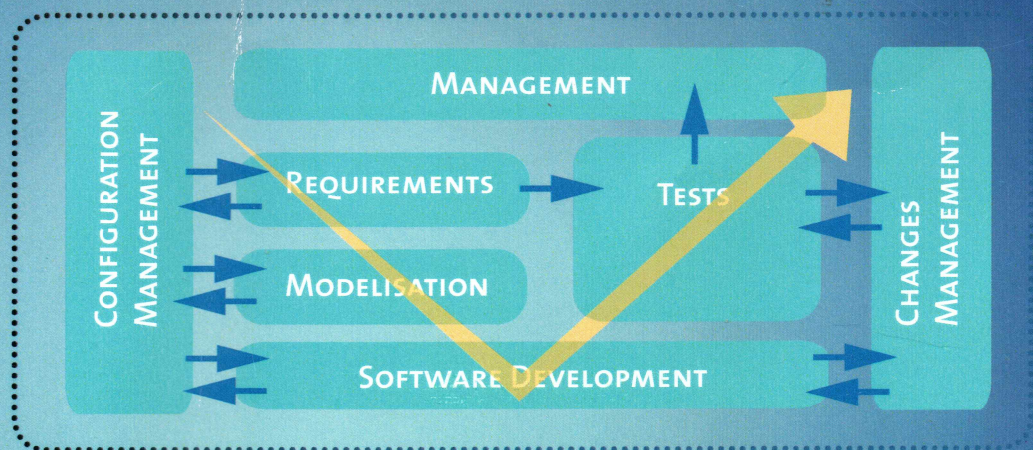 CONFIGURATION
MANAGEMENT
MANAGEMENT
REQUIREMENTS
TESTS
MODELISATION
SOFTWARE DEVELOPMENT
CHANGES
MANAGEMENT